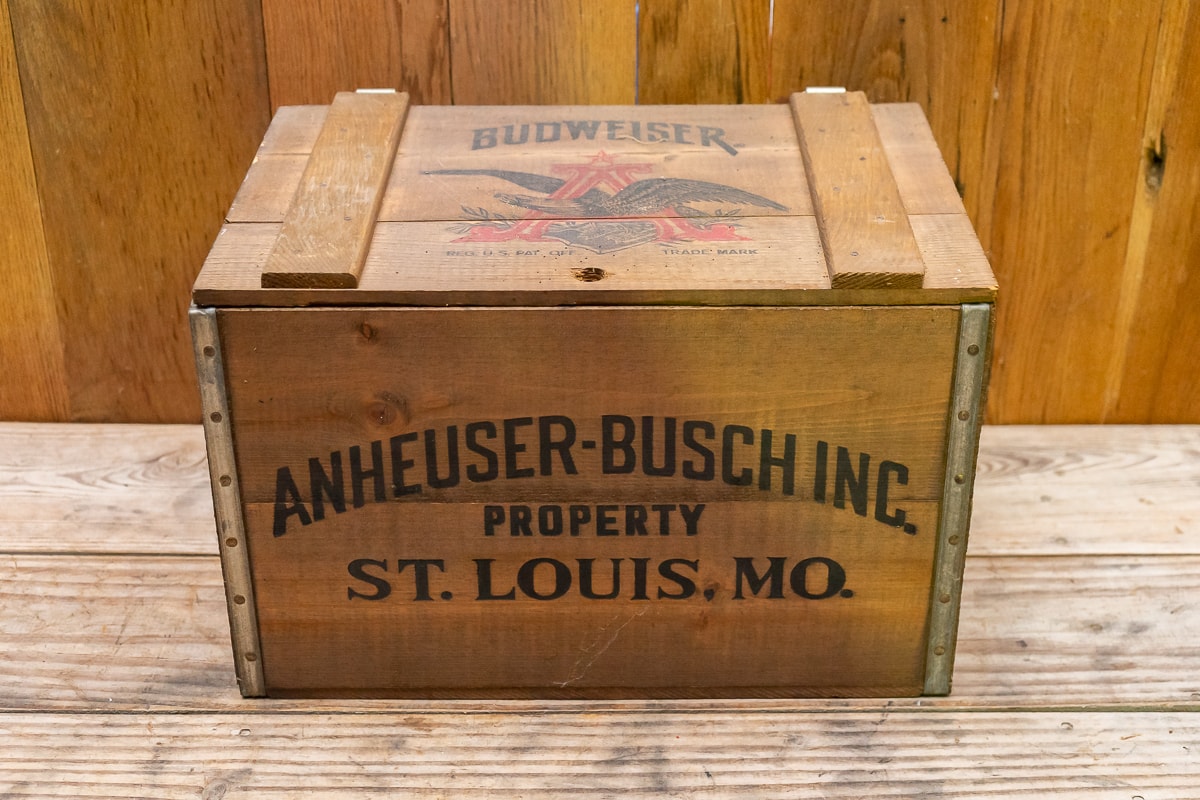 BUDWEISER
REG. U.S. PAT. OFF. TRADE MARK
ANHEUSER-BUSCH INC.
PROPERTY
ST. LOUIS, MO.